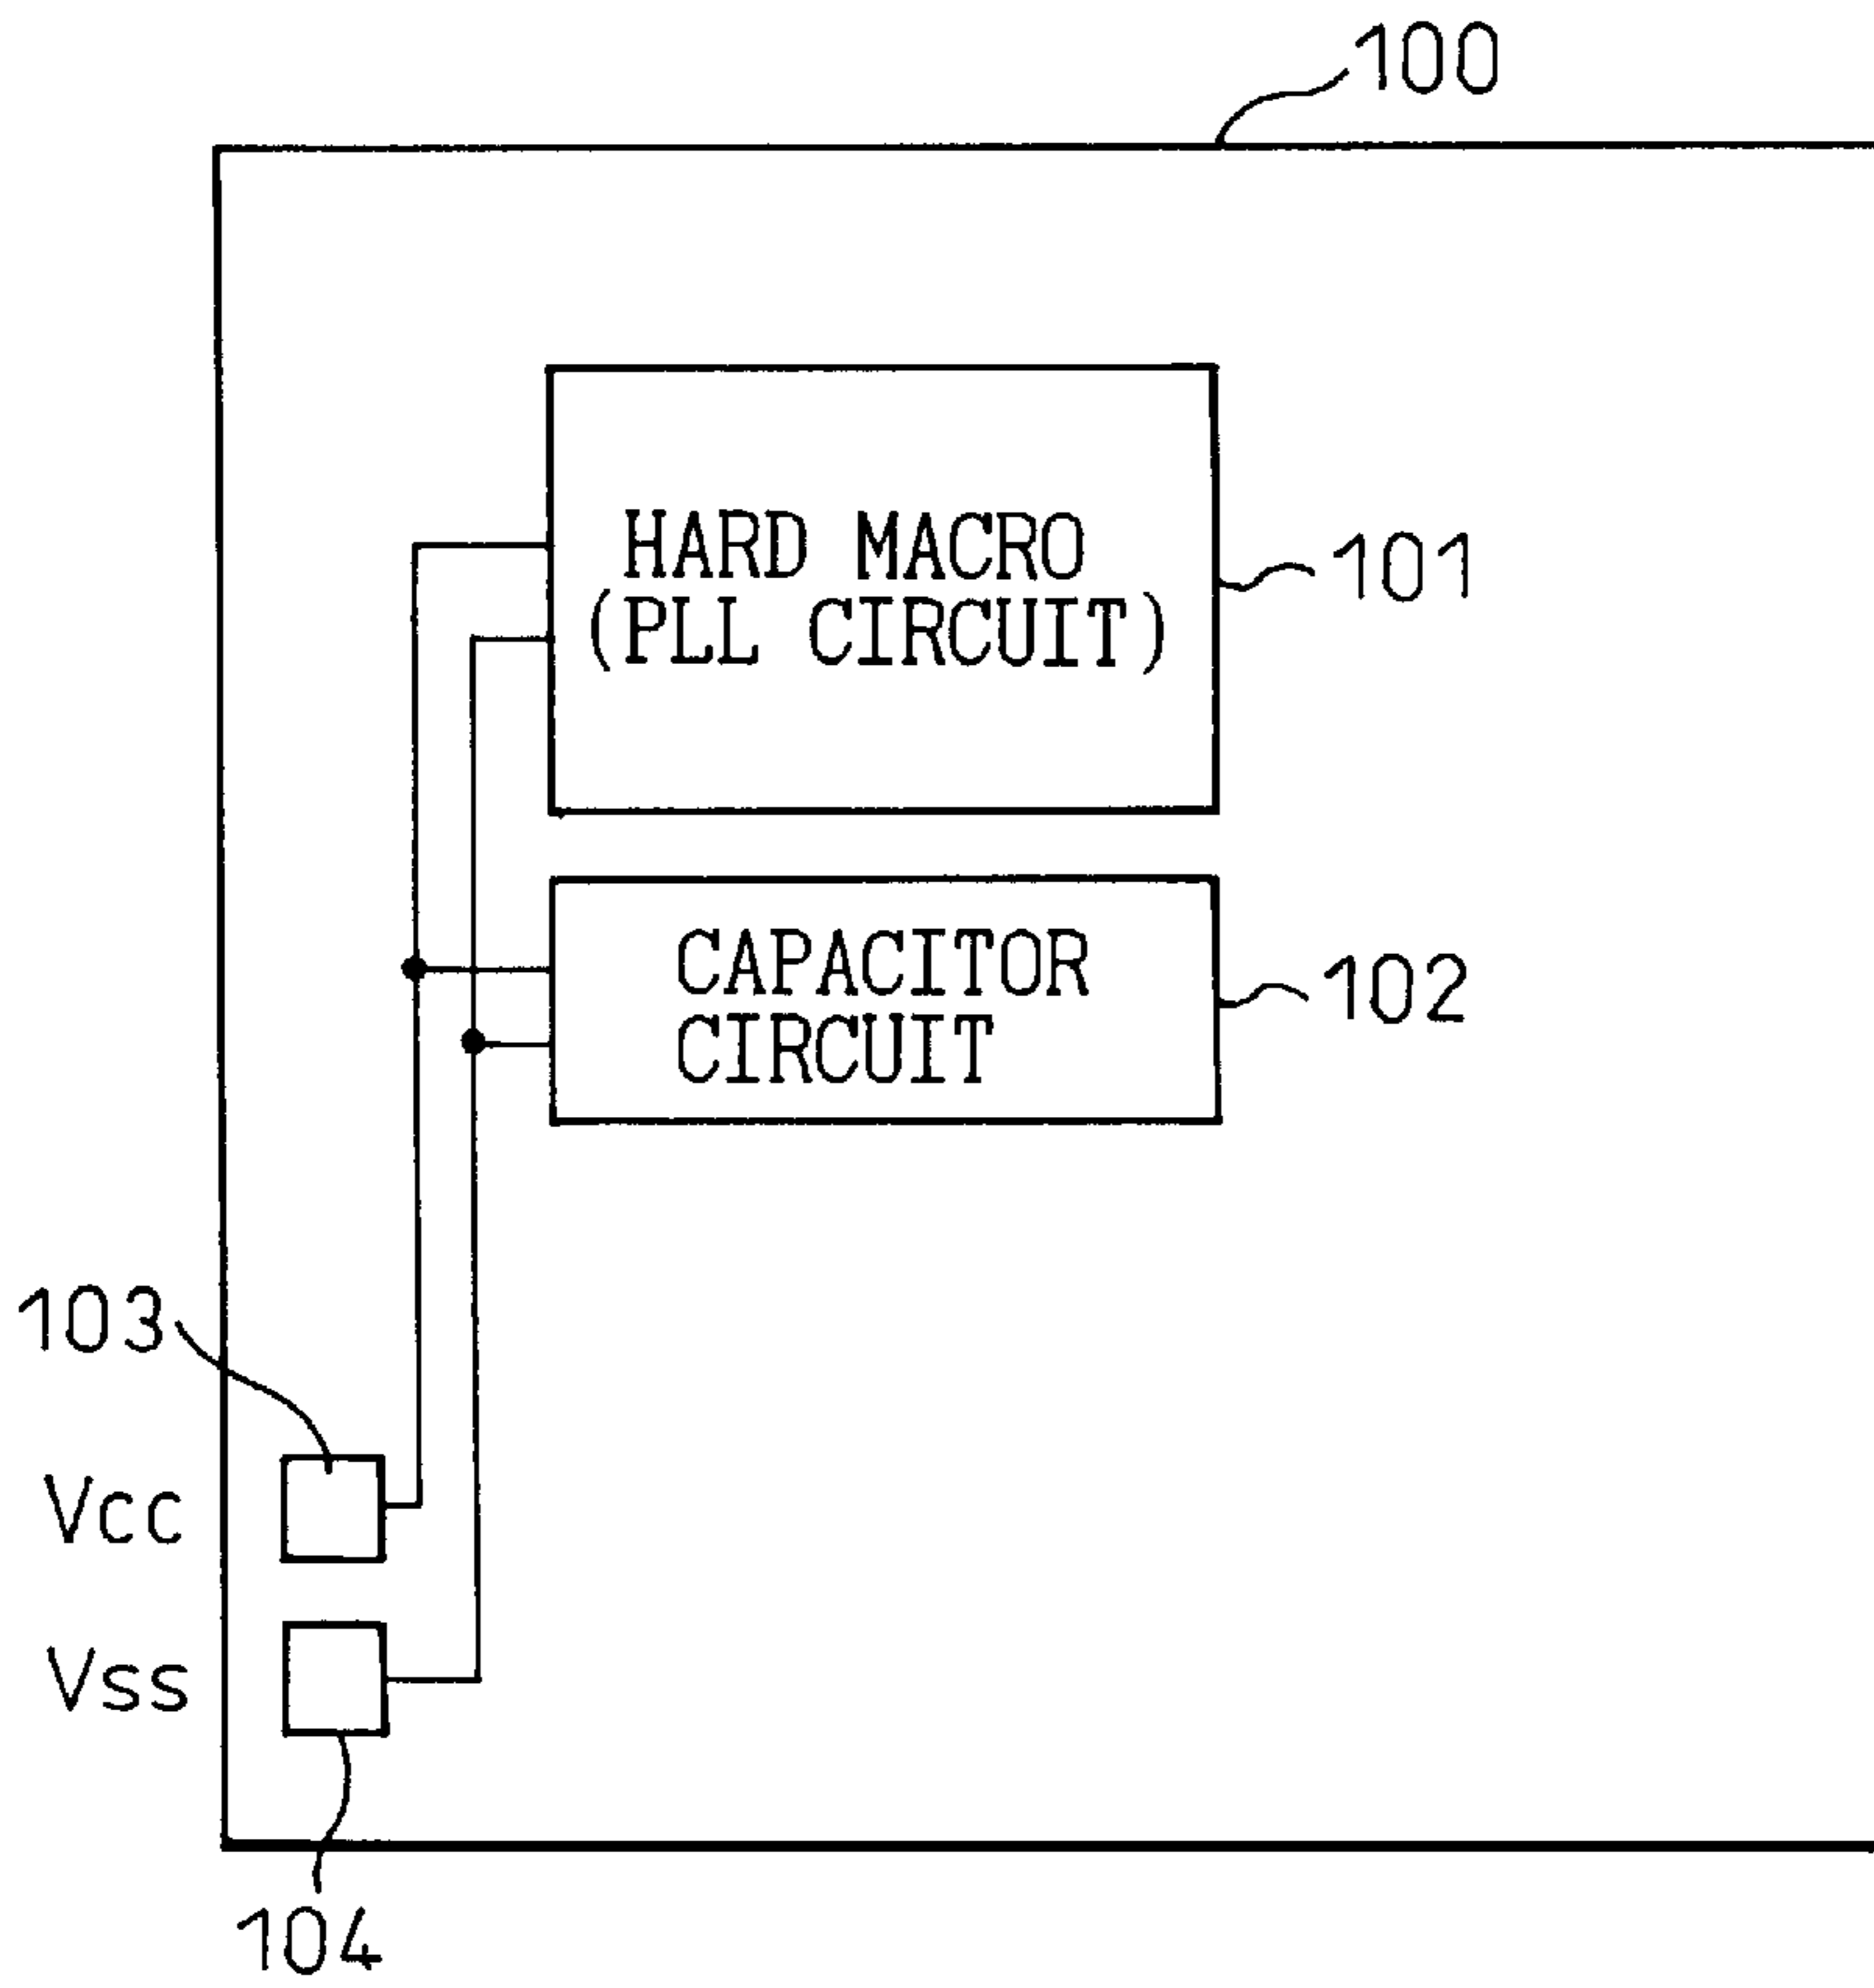 100
HARD MACRO
(PLL CIRCUIT)
101
CAPACITOR
CIRCUIT
102
103
Vcc
Vss
104